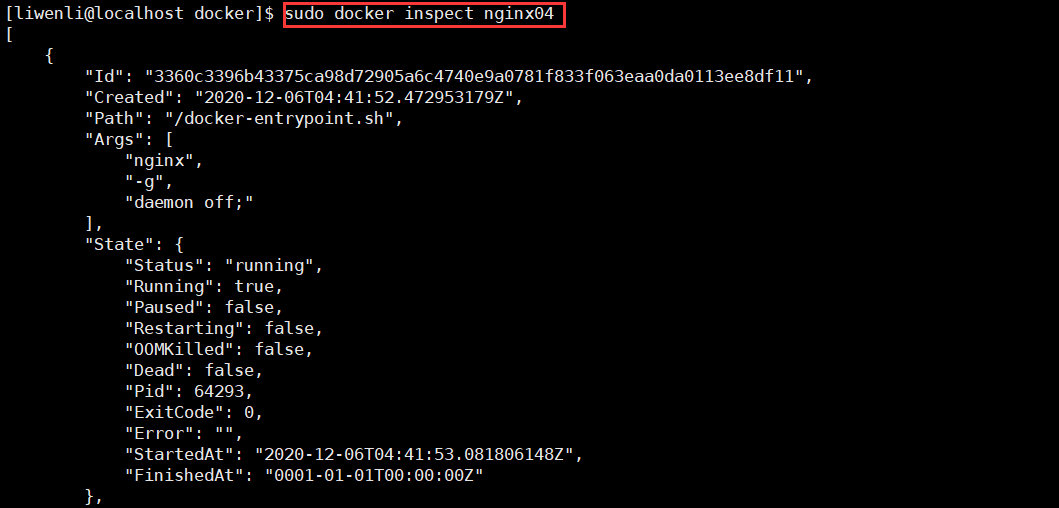 [liwenli@localhost docker]$ sudo docker inspect nginx04
[
    {
        "Id": "3360c3396b43375ca98d72905a6c4740e9a0781f833f063eaa0da0113ee8df11",
        "Created": "2020-12-06T04:41:52.472953179Z",
        "Path": "/docker-entrypoint.sh",
        "Args": [
            "nginx",
            "-g",
            "daemon off;"
        ],
        "State": {
            "Status": "running",
            "Running": true,
            "Paused": false,
            "Restarting": false,
            "OOMKilled": false,
            "Dead": false,
            "Pid": 64293,
            "ExitCode": 0,
            "Error": "",
            "StartedAt": "2020-12-06T04:41:53.081806148Z",
            "FinishedAt": "0001-01-01T00:00:00Z"
        },